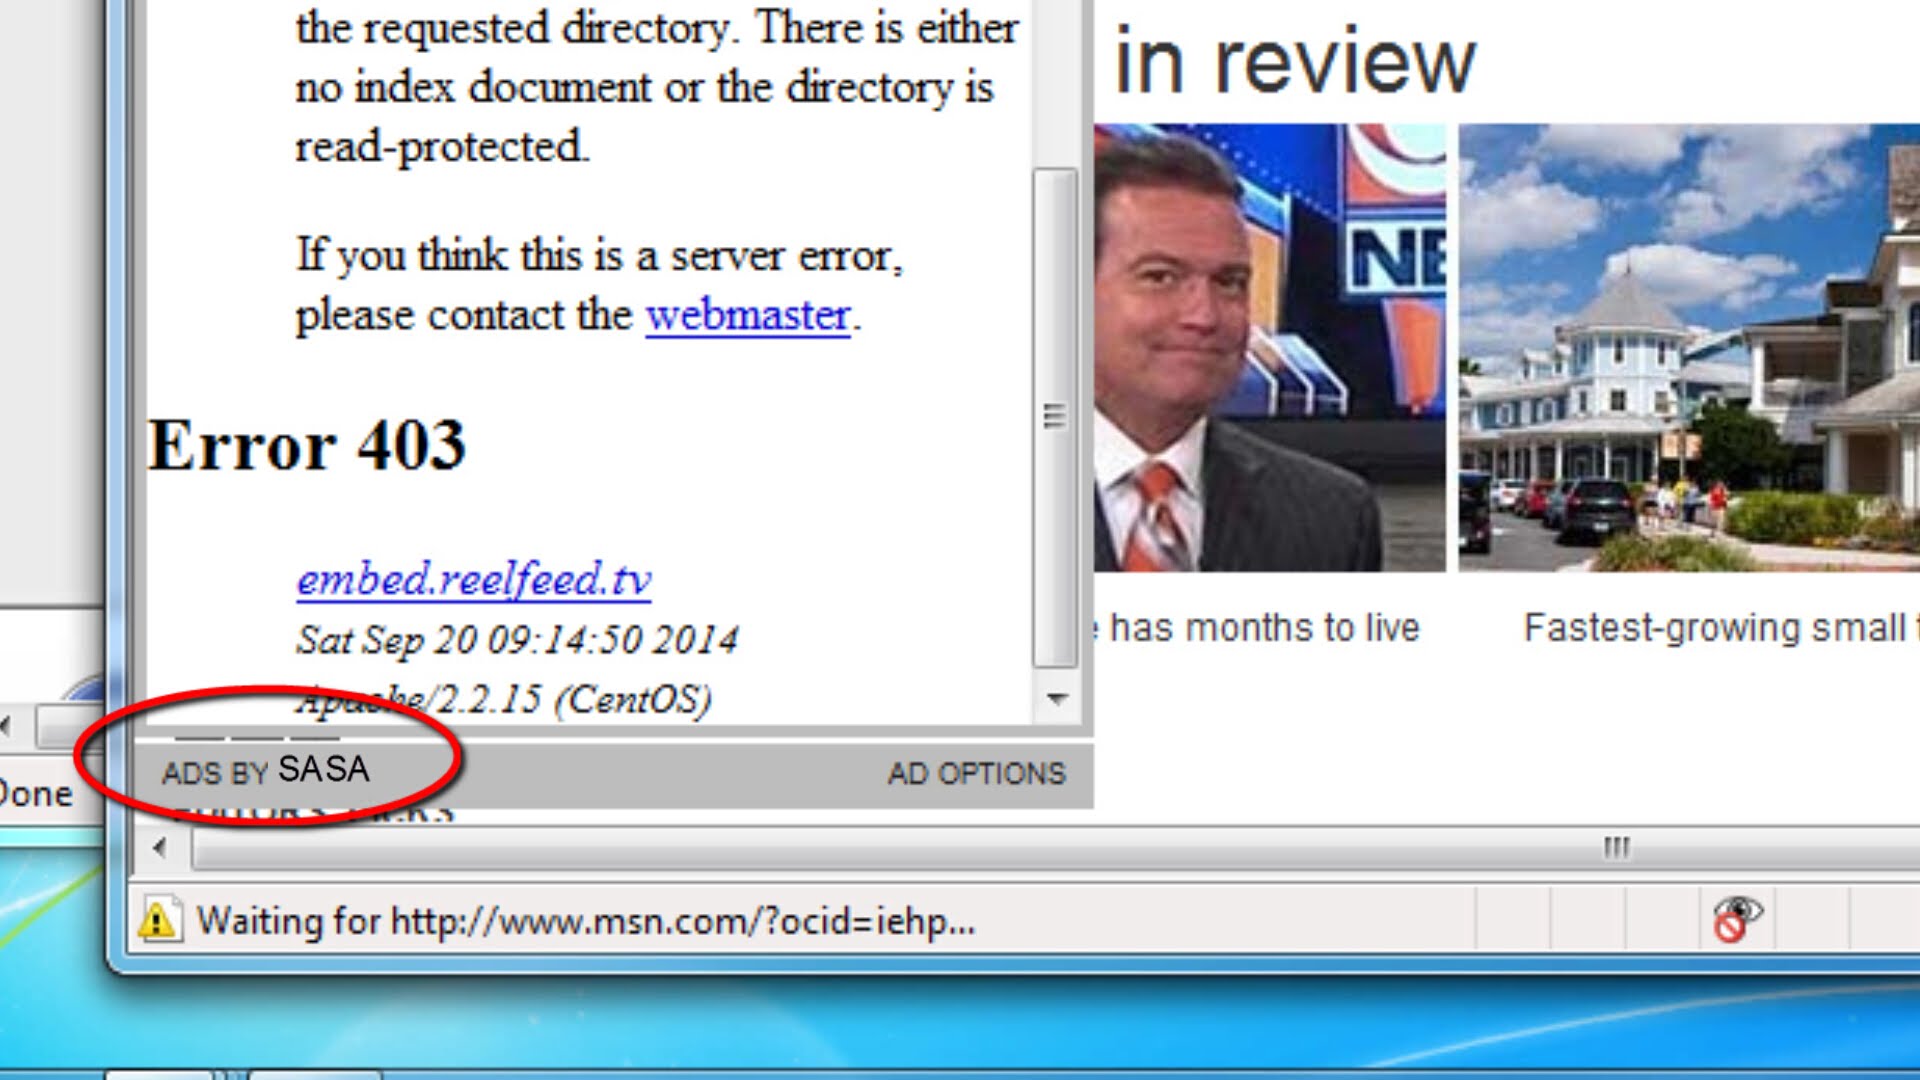 the requested directory. There is either
no index document or the directory is
read-protected.
If you think this is a server error,
please contact the webmaster.
Error 403
embed.reelfeed.tv
Sat Sep 20 09:14:50 2014
Apache/2.2.15 (CentOS)
ADS BY SASA
AD OPTIONS
in review
has months to live
Fastest-growing small
Done
Waiting for http://www.msn.com/?ocid=iehp...